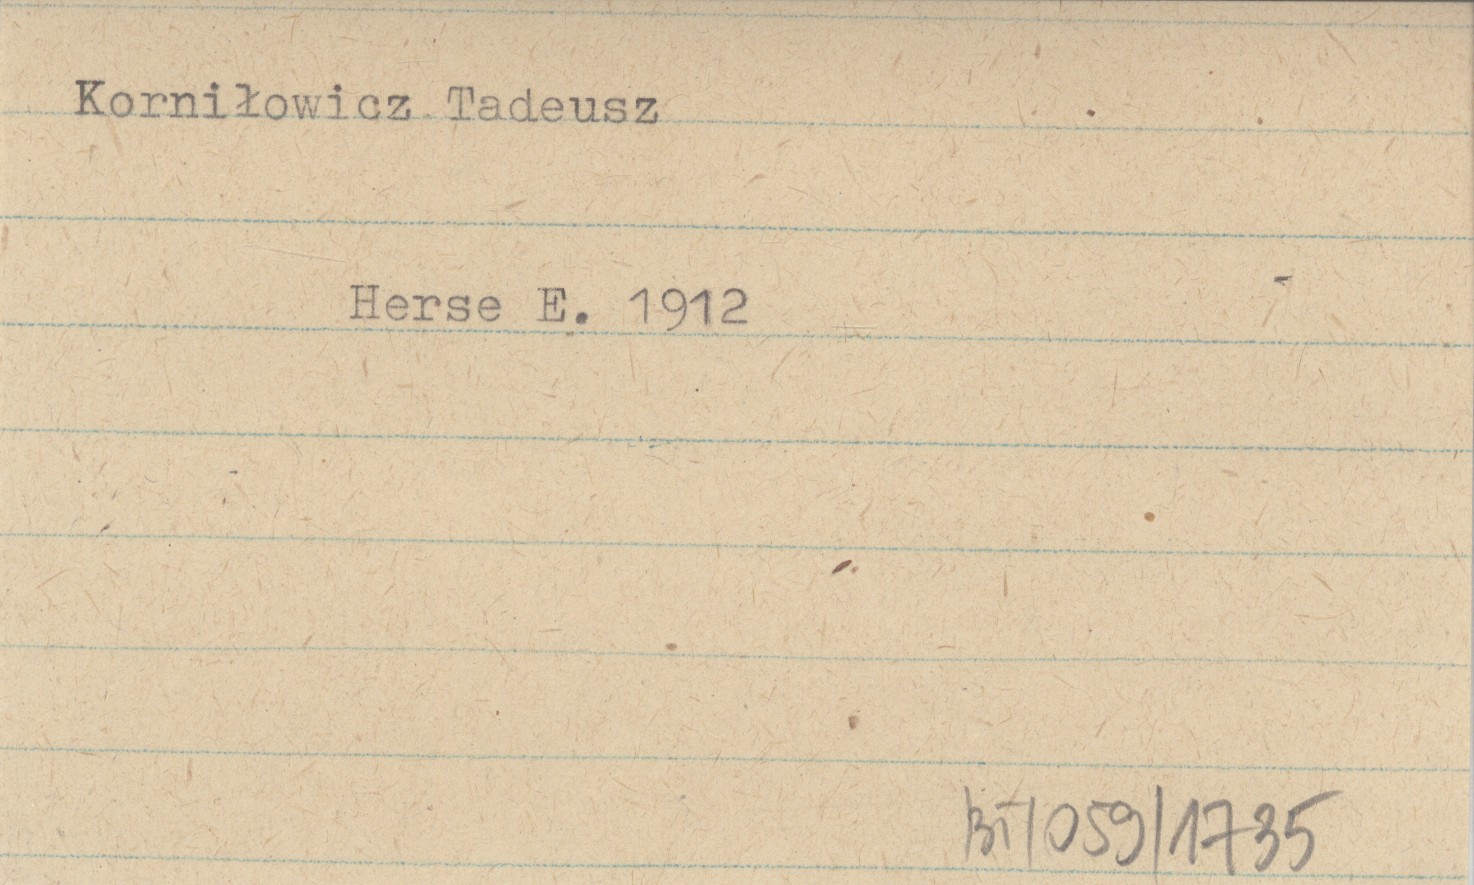 Korniłowicz Tadeusz
Herse E. 1912
BT/059/1735